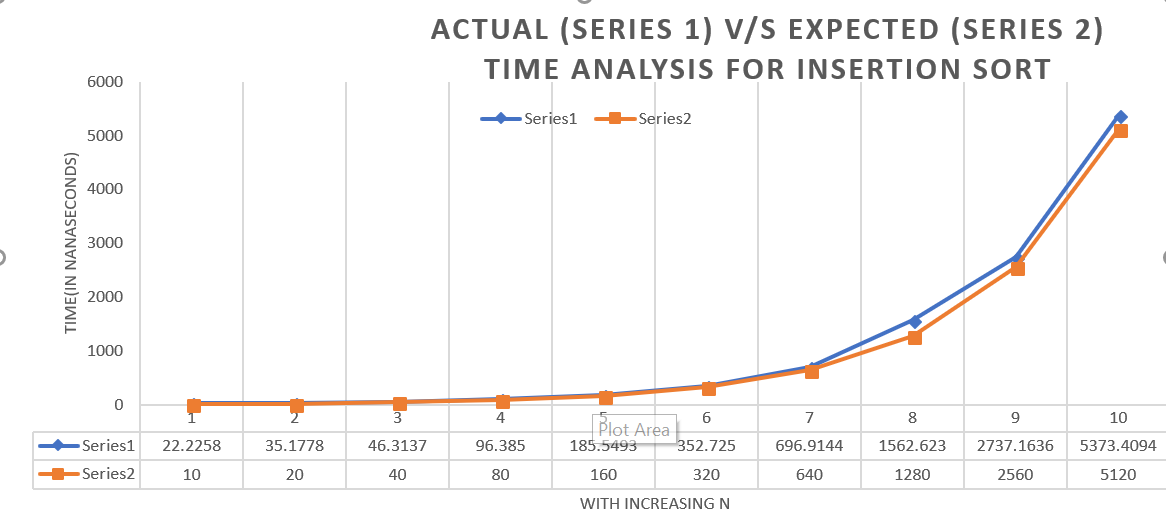 ACTUAL (SERIES 1) V/S EXPECTED (SERIES 2)
TIME ANALYSIS FOR INSERTION SORT
Series1 Series2
TIME(IN NANASECONDS)
6000
5000
4000
3000
2000
1000
0
1 2 3 4 5 6 7 8 9 10
Plot Area
Series1 22.2258 35.1778 46.3137 96.385 185.5493 352.725 696.9144 1562.623 2737.1636 5373.4094
Series2 10 20 40 80 160 320 640 1280 2560 5120
WITH INCREASING N